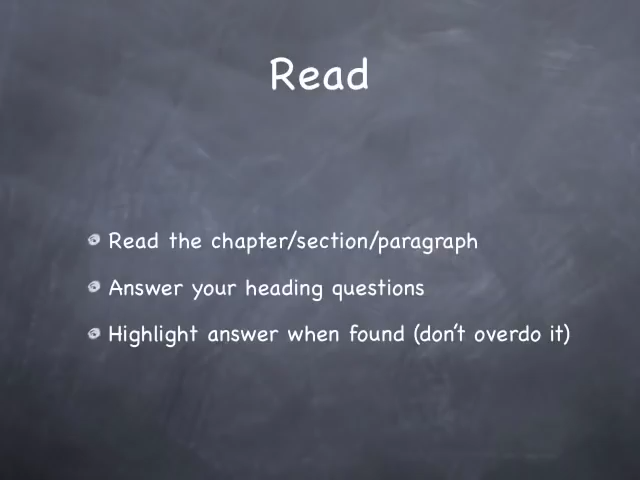 Read
Read the chapter/section/paragraph
Answer your heading questions
Highlight answer when found (don't overdo it)